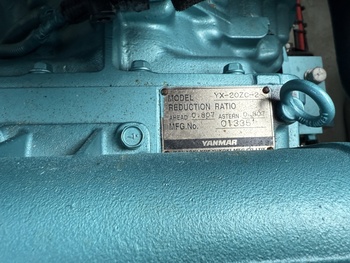 MODEL YX-20ZC-2
REDUCTION RATIO
AHEAD 0.807 ASTERN 0.807
MFG.No. 01335
YANMAR